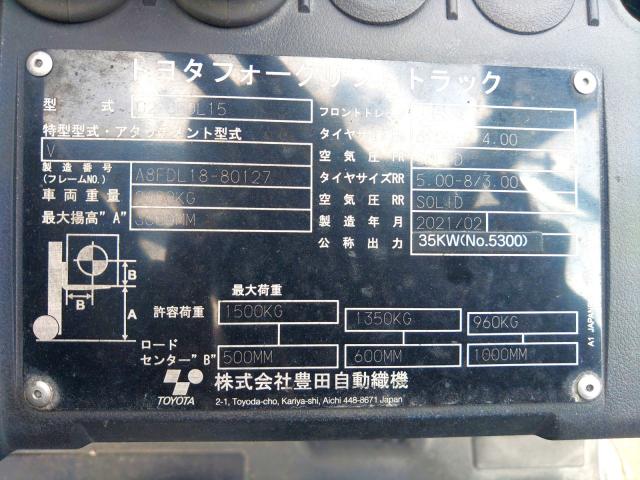 トヨタフォークリフトトラック
型 式 DL15
フロントトレッド
特型型式・アタッチメント型式
V
タイヤサイズ 4.00
空気圧FR
製造番号 (フレームNO.) A8FDL18-80127
タイヤサイズRR 5.00-8/3.00
車両重量 KG
空気圧RR SOLID
最大揚高"A" MM
製造年月 2021/02
公称出力 35KW(No.5300)
B
B
A
最大荷重
許容荷重 1500KG 1350KG 960KG
ロード
センター"B" 500MM 600MM 1000MM
TOYOTA
株式会社豊田自動織機
2-1, Toyoda-cho, Kariya-shi, Aichi 448-8671 Japan
A1 JAPAN